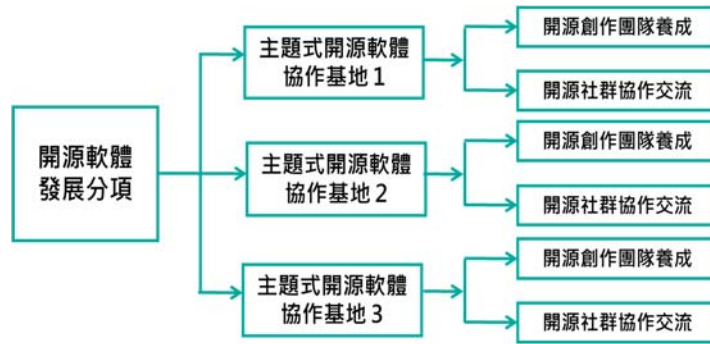 開源軟體
發展分項
主題式開源軟體
協作基地1
開源創作團隊養成
開源社群協作交流
主題式開源軟體
協作基地2
開源創作團隊養成
開源社群協作交流
主題式開源軟體
協作基地3
開源創作團隊養成
開源社群協作交流